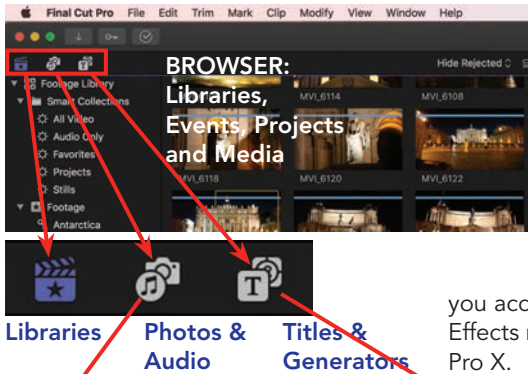 Final Cut Pro File Edit Trim Mark Clip Modify View Window Help
BROWSER:
Libraries,
Events, Projects
and Media
Hide Rejected
Footage Library
Smart Collections
All Video
Audio Only
Favorites
Projects
Stills
Footage
Antarctica
MVI_6114 MVI_6108
MVI_6118 MVI_6120 MVI_6122
T
Libraries Photos & Titles &
Audio Generators
you acc
Effects
Pro X.